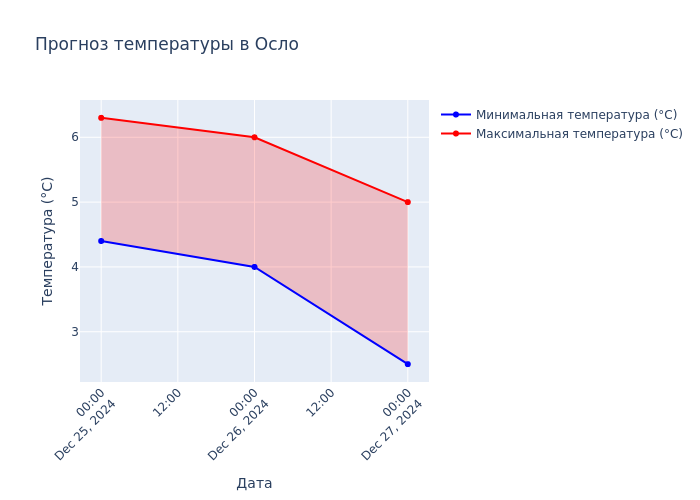 Прогноз температуры в Осло
Минимальная температура (°C)
Максимальная температура (°C)
Температура (°C)
6
5
4
3
00:00
Dec 25, 2024
12:00
00:00
Dec 26, 2024
12:00
00:00
Dec 27, 2024
Дата